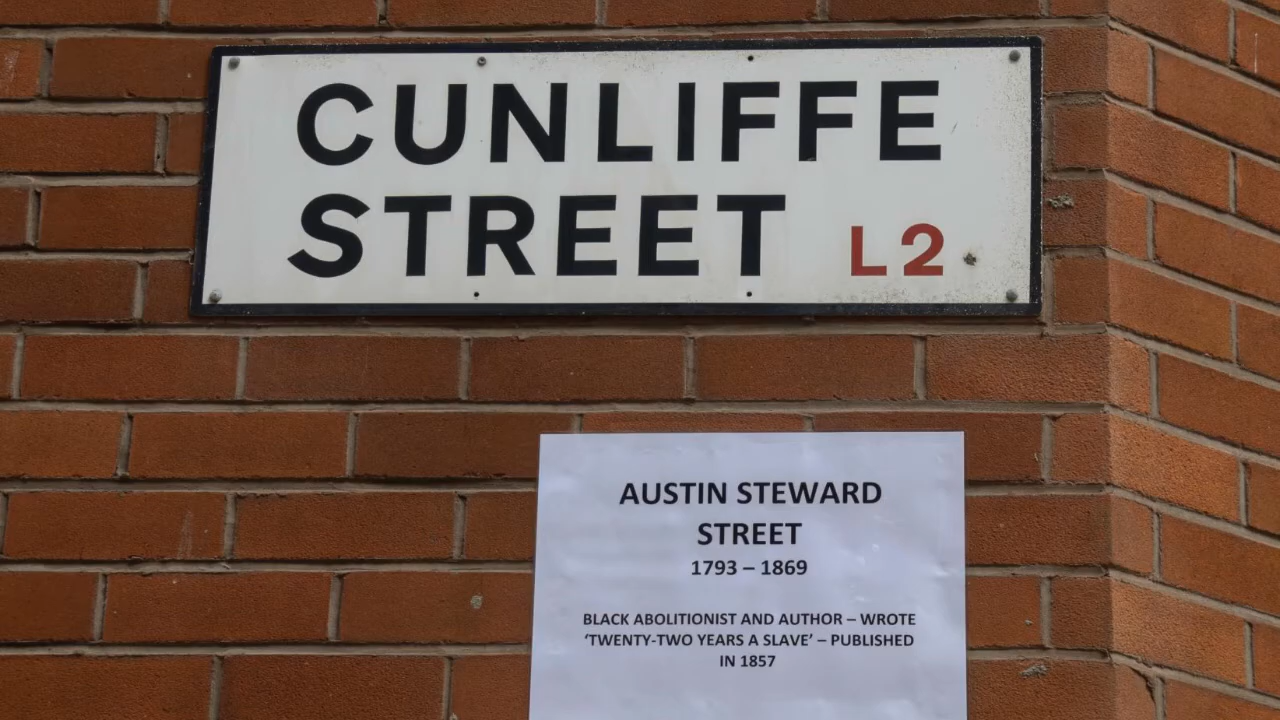 CUNLIFFE
STREET L2
AUSTIN STEWARD
STREET
1793 – 1869
BLACK ABOLITIONIST AND AUTHOR – WROTE
‘TWENTY-TWO YEARS A SLAVE’ – PUBLISHED
IN 1857